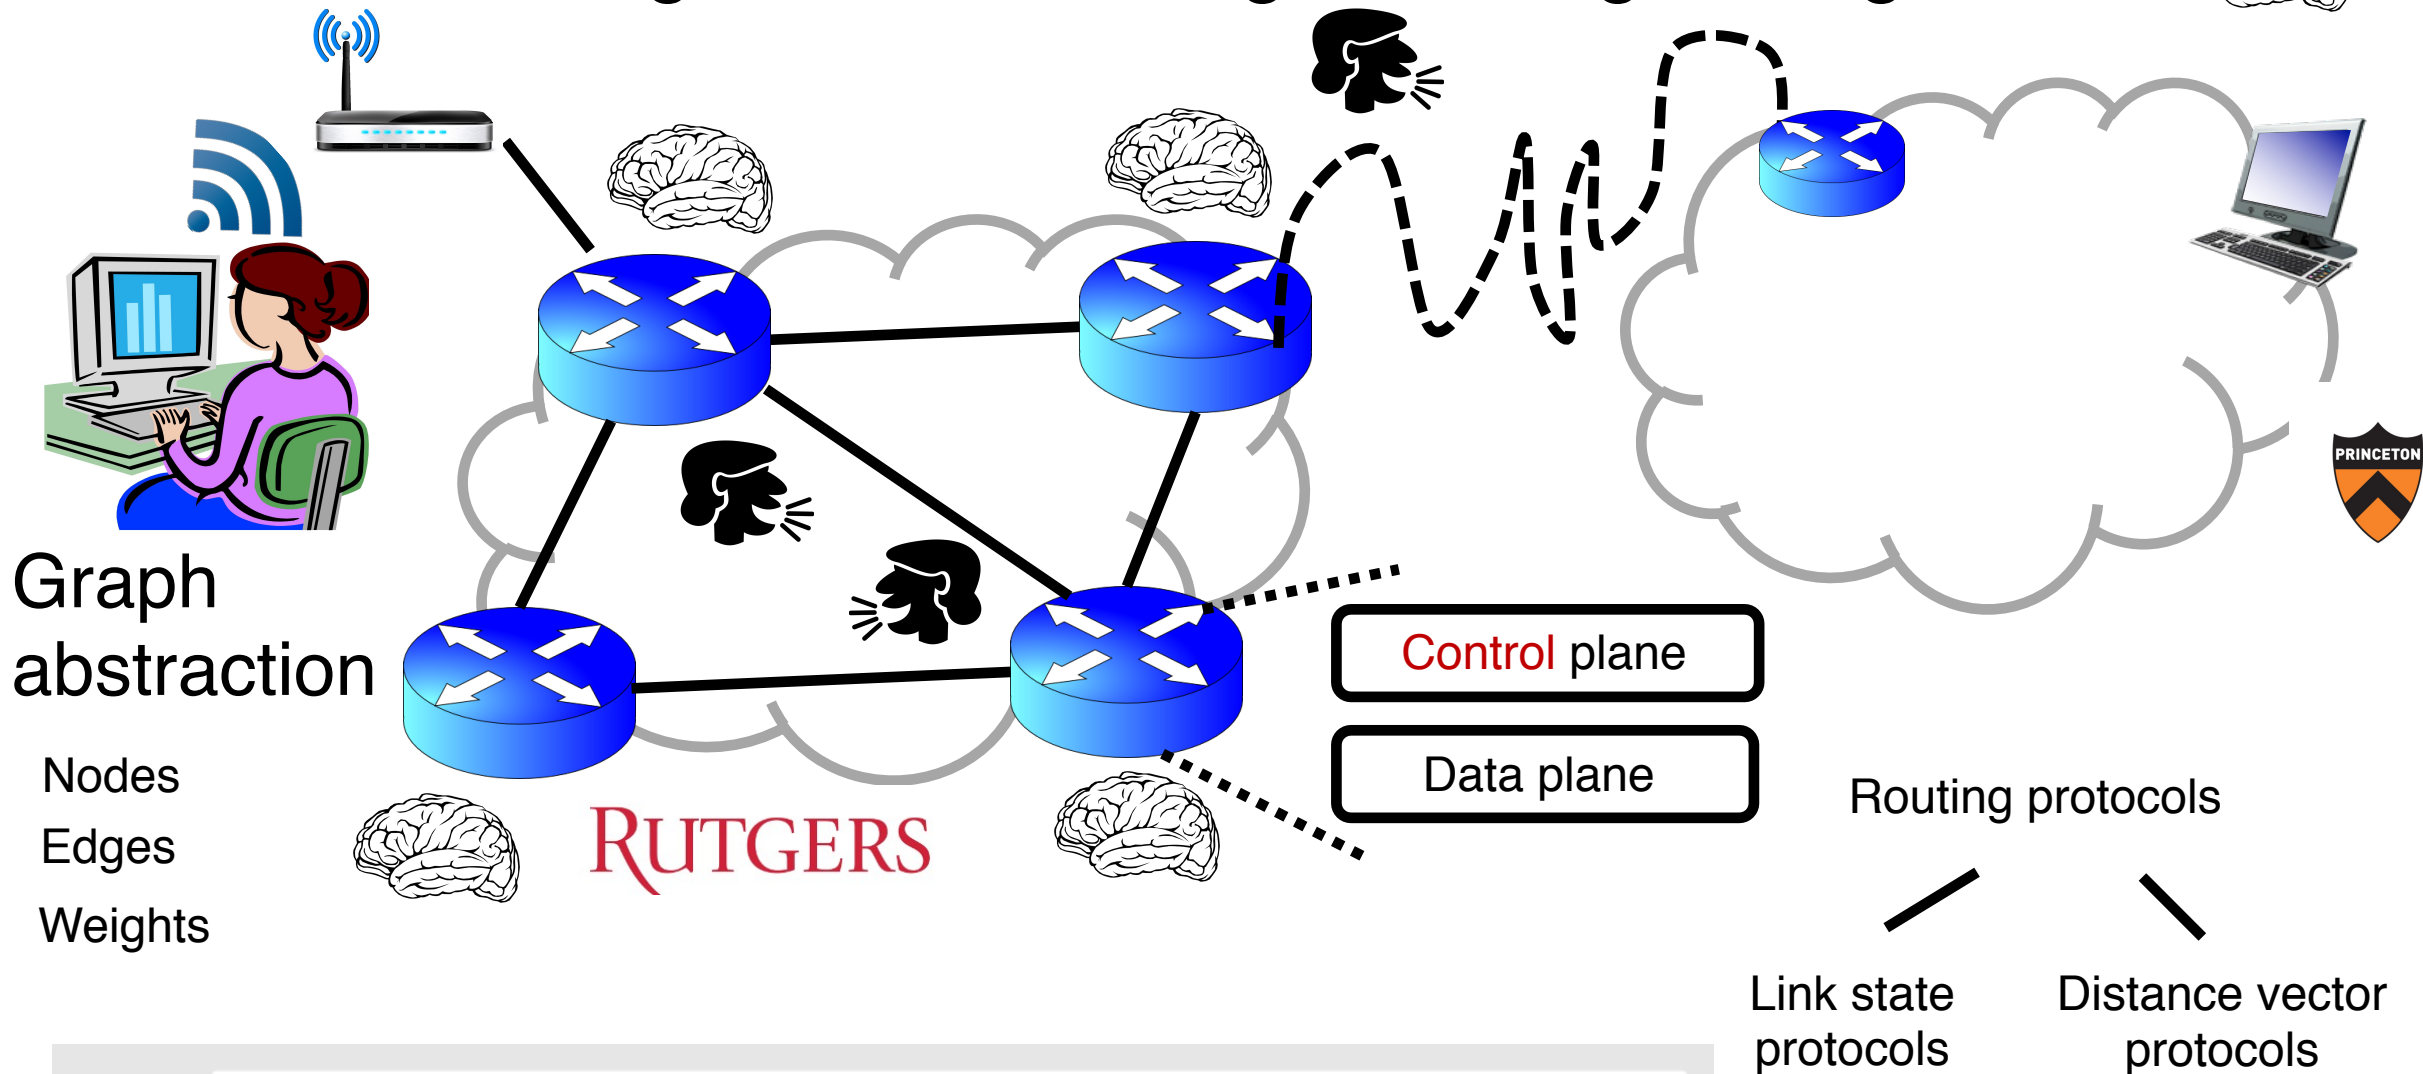 PRINCETON
Graph
abstraction
Control plane
Data plane
Nodes
Edges
Weights
RUTGERS
Routing protocols
Link state
protocols
Distance vector
protocols